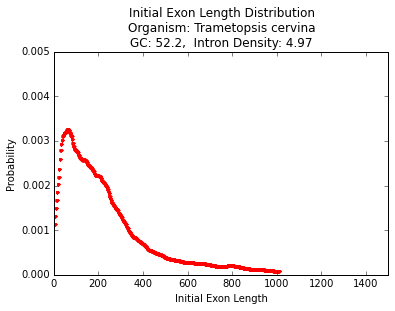 Initial Exon Length Distribution
Organism: Trametopsis cervina
GC: 52.2,  Intron Density: 4.97
0.005
0.004
0.003
0.002
0.001
0.000
Probability
0 200 400 600 800 1000 1200 1400
Initial Exon Length